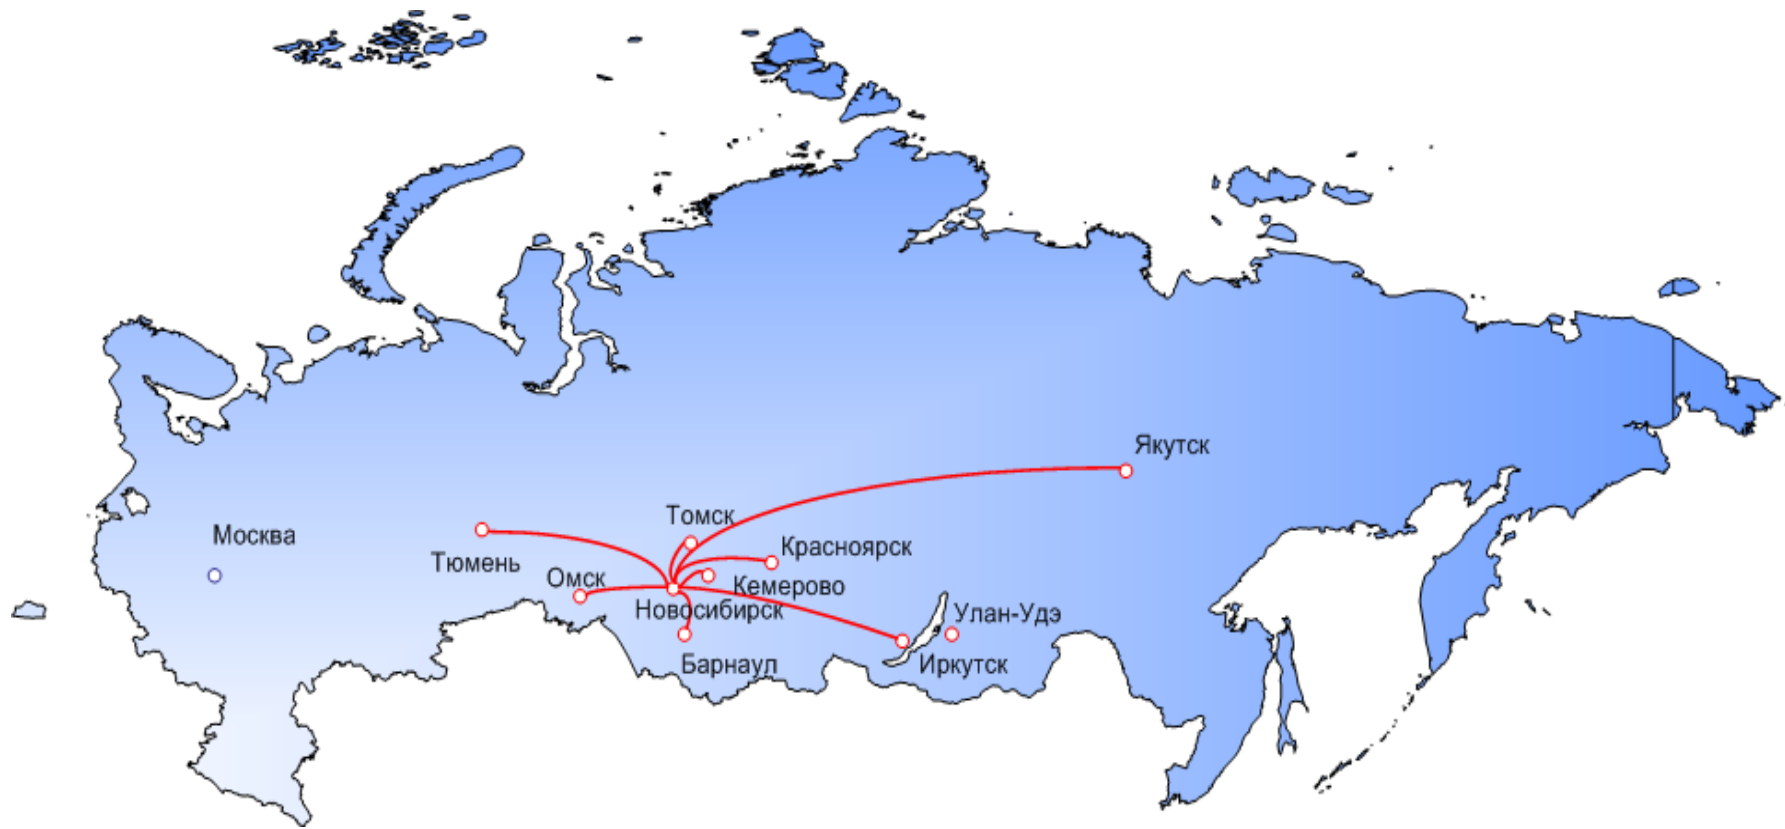 Якутск
Томск
Москва
Красноярск
Тюмень
Омск
Кемерово
Новосибирск
Улан-Удэ
Барнаул
Иркутск